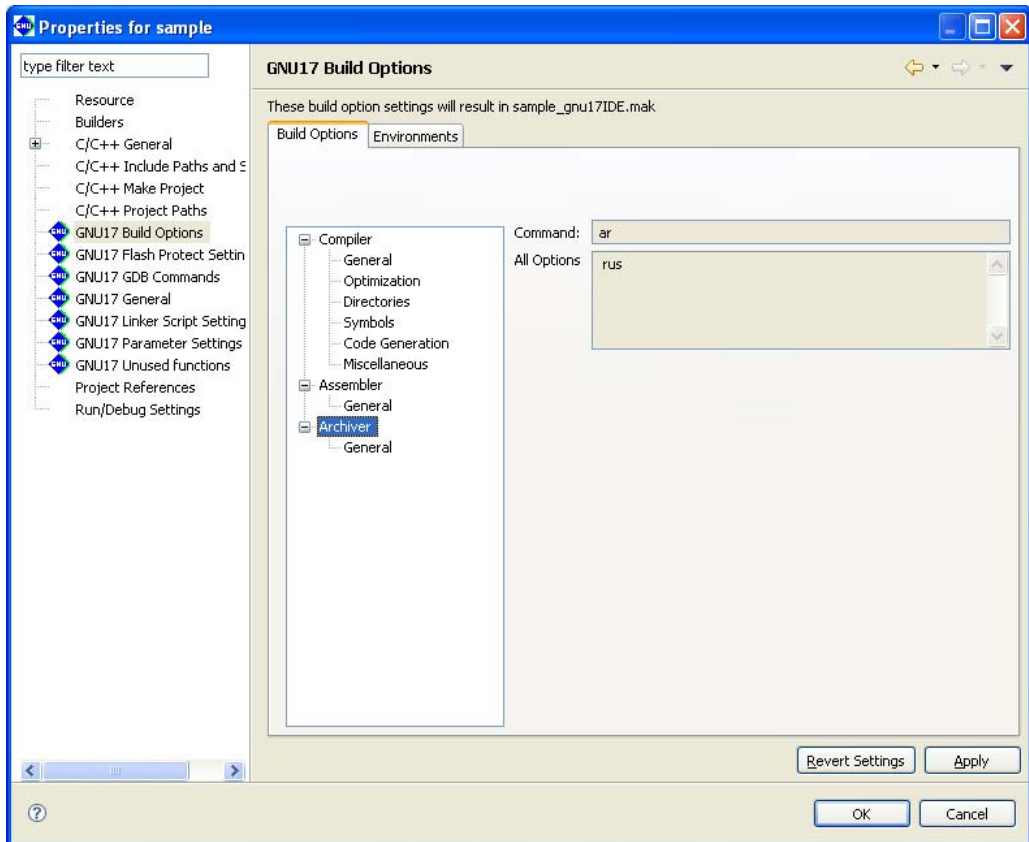 Properties for sample
type filter text
Resource
Builders
C/C++ General
C/C++ Include Paths and S
C/C++ Make Project
C/C++ Project Paths
GNU17 Build Options
GNU17 Flash Protect Settin
GNU17 GDB Commands
GNU17 General
GNU17 Linker Script Setting
GNU17 Parameter Settings
GNU17 Unused functions
Project References
Run/Debug Settings
GNU17 Build Options
These build option settings will result in sample_gnu17IDE.mak
Build Options Environments
Compiler
General
Optimization
Directories
Symbols
Code Generation
Miscellaneous
Assembler
General
Archiver
General
Command: ar
All Options rus
Revert Settings Apply
OK Cancel